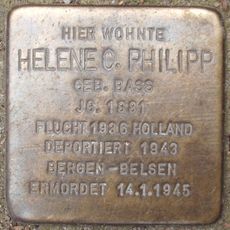 HIER WOHNTE
HELENE C. PHILIPP
GEB. BASS
JG. 1881
FLUCHT 1936 HOLLAND
DEPORTIERT 1943
BERGEN-BELSEN
ERMORDET 14.1.1945